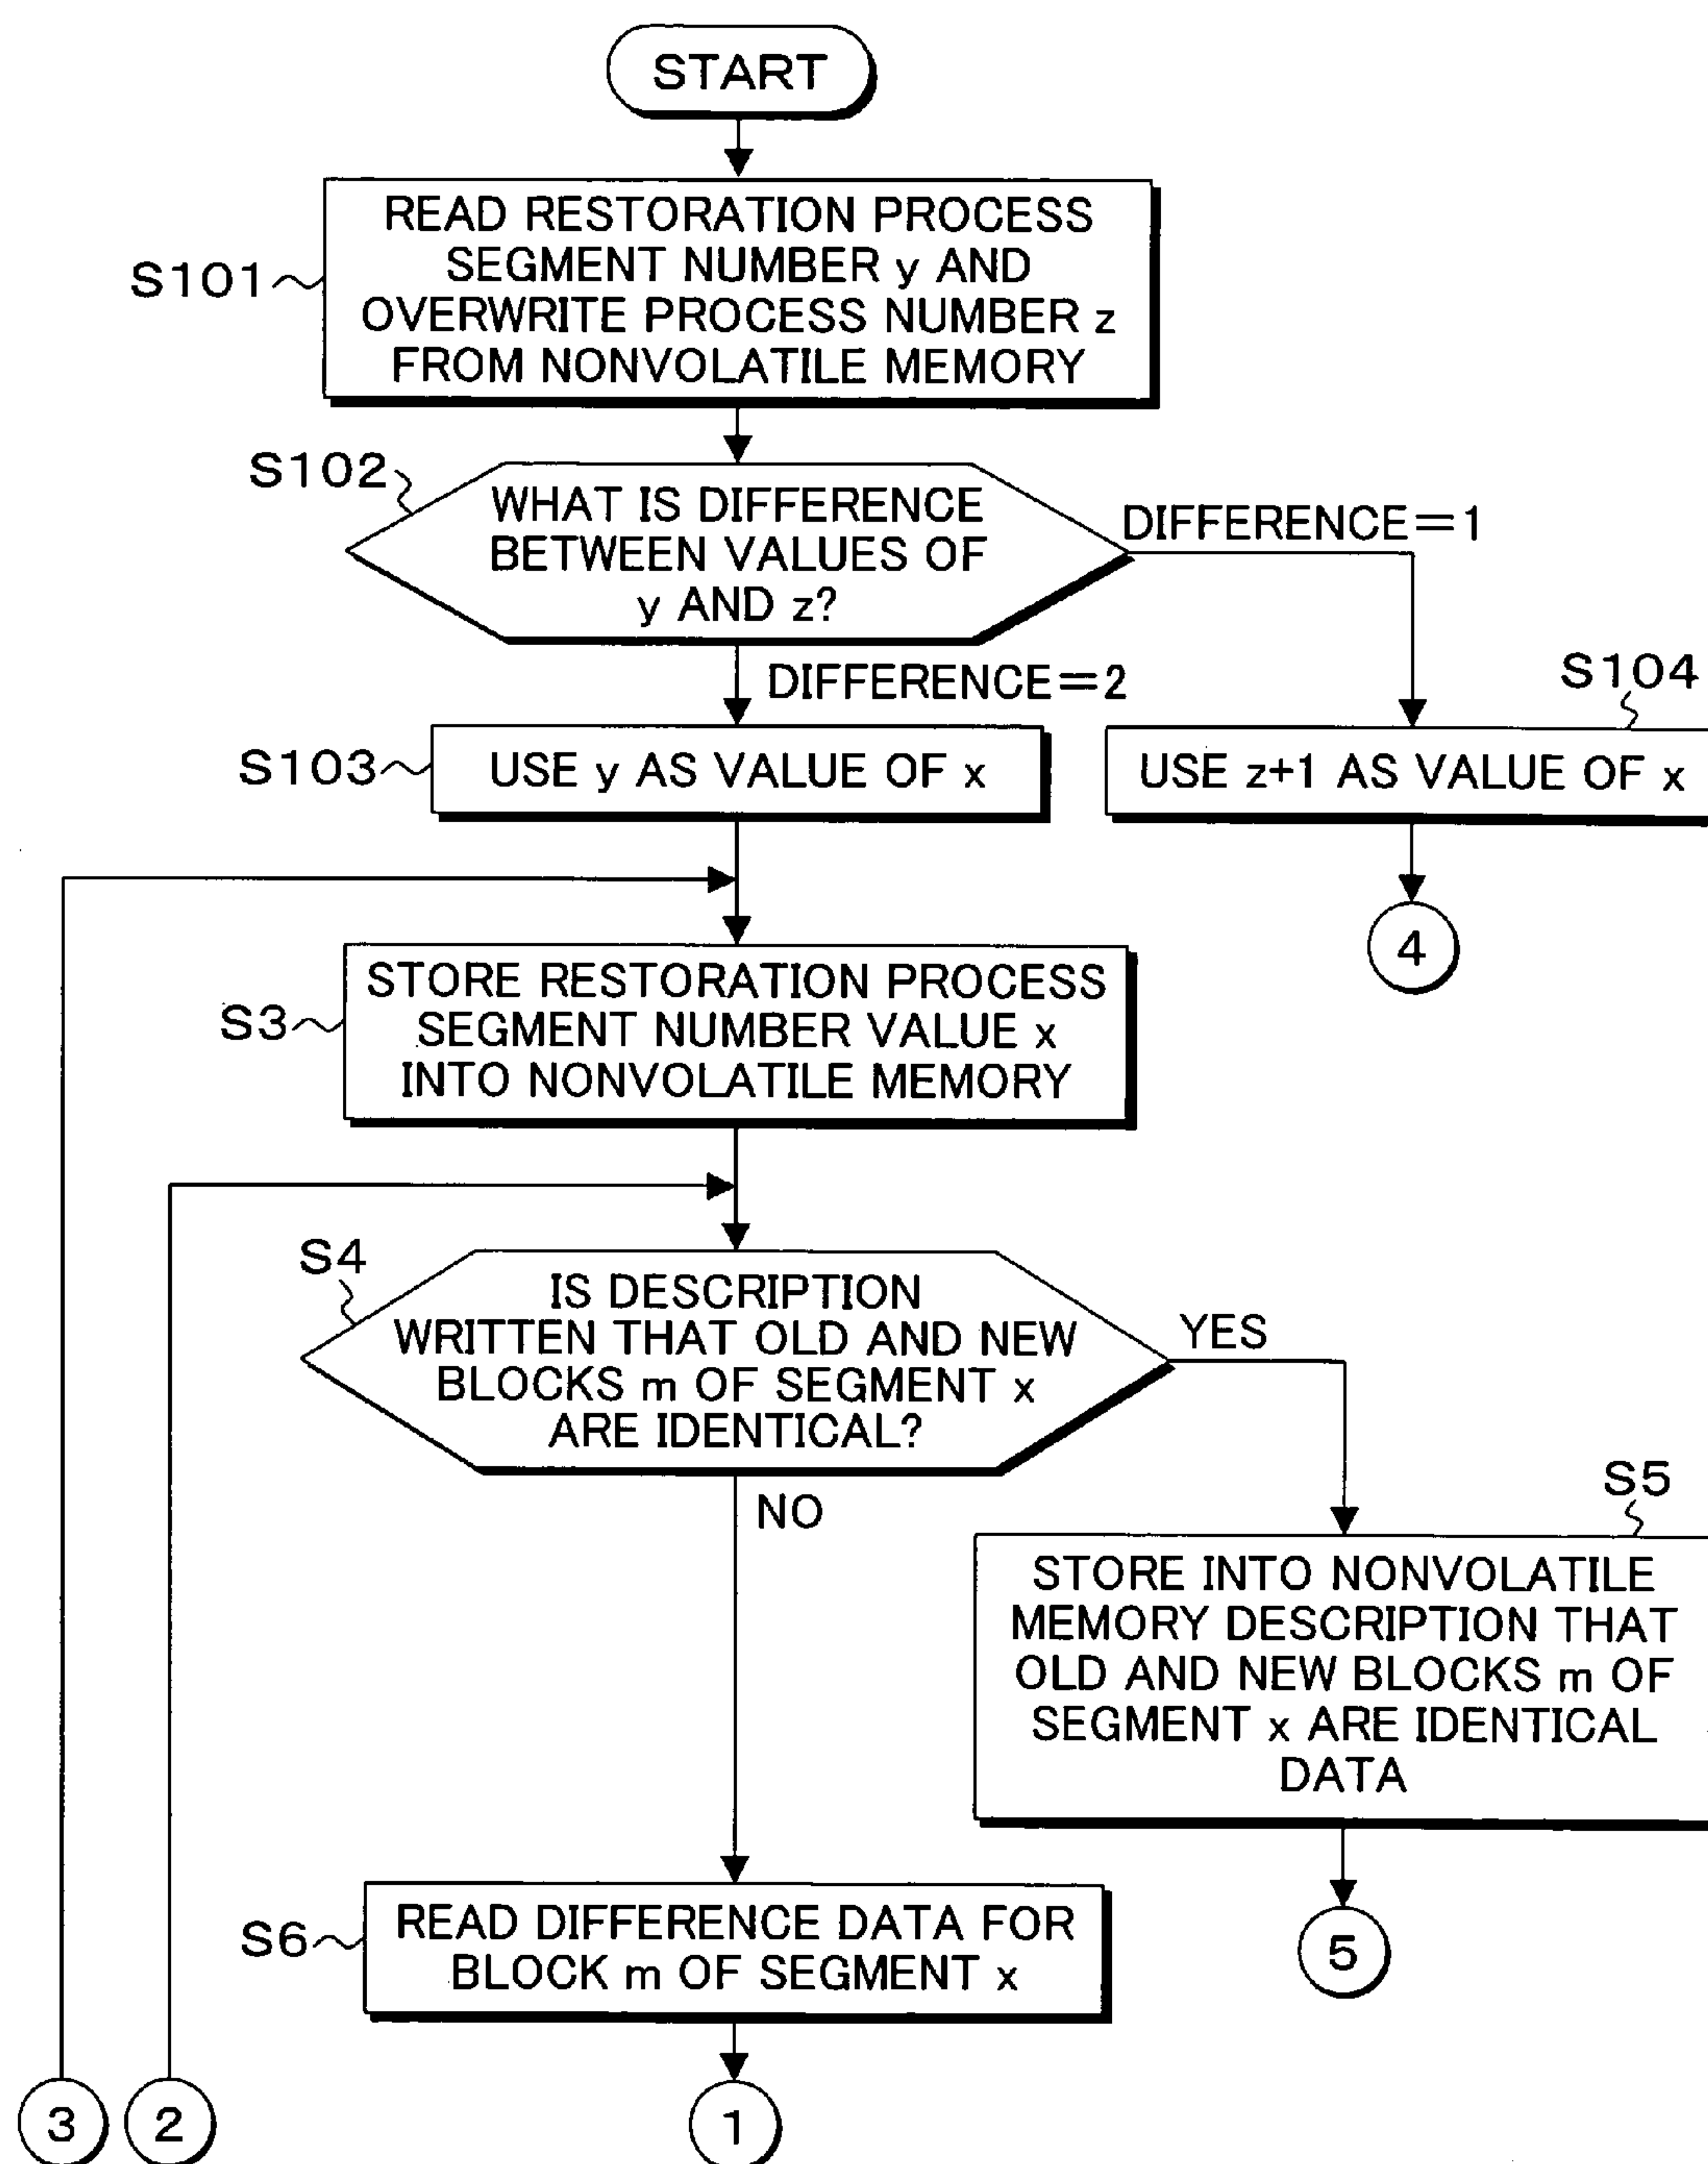 START
READ RESTORATION PROCESS
SEGMENT NUMBER y AND
OVERWRITE PROCESS NUMBER z
FROM NONVOLATILE MEMORY
S101
S102
WHAT IS DIFFERENCE
BETWEEN VALUES OF
y AND z?
DIFFERENCE=1
DIFFERENCE=2
S103
USE y AS VALUE OF x
S104
USE z+1 AS VALUE OF x
4
S3
STORE RESTORATION PROCESS
SEGMENT NUMBER VALUE x
INTO NONVOLATILE MEMORY
S4
IS DESCRIPTION
WRITTEN THAT OLD AND NEW
BLOCKS m OF SEGMENT x
ARE IDENTICAL?
YES
NO
S5
STORE INTO NONVOLATILE
MEMORY DESCRIPTION THAT
OLD AND NEW BLOCKS m OF
SEGMENT x ARE IDENTICAL
DATA
5
S6
READ DIFFERENCE DATA FOR
BLOCK m OF SEGMENT x
3
2
1